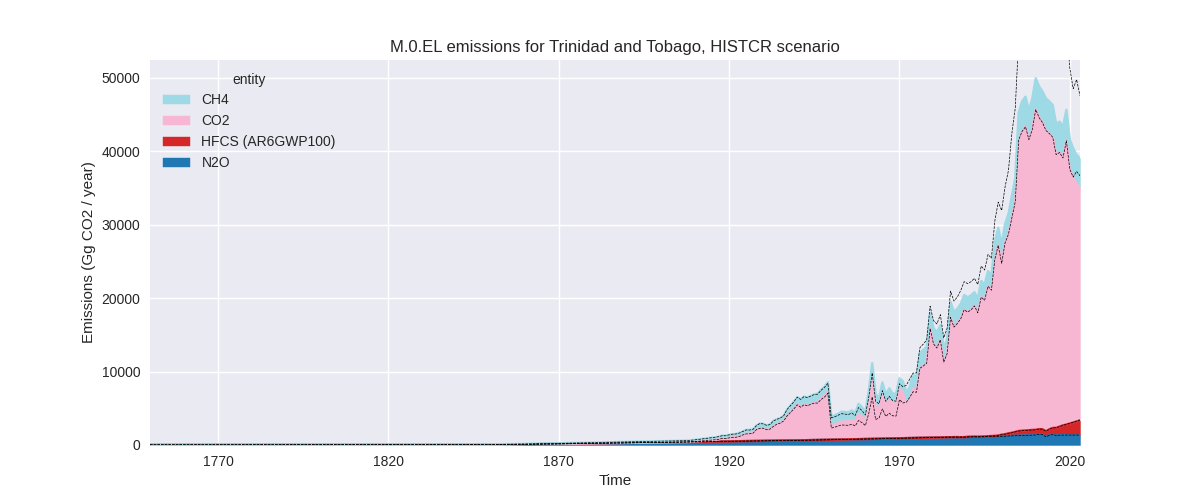 M.0.EL emissions for Trinidad and Tobago, HISTCR scenario
entity
CH4
CO2
HFCS (AR6GWP100)
N2O
Emissions (Gg CO2 / year)
50000
40000
30000
20000
10000
0
1770
1820
1870
1920
1970
2020
Time